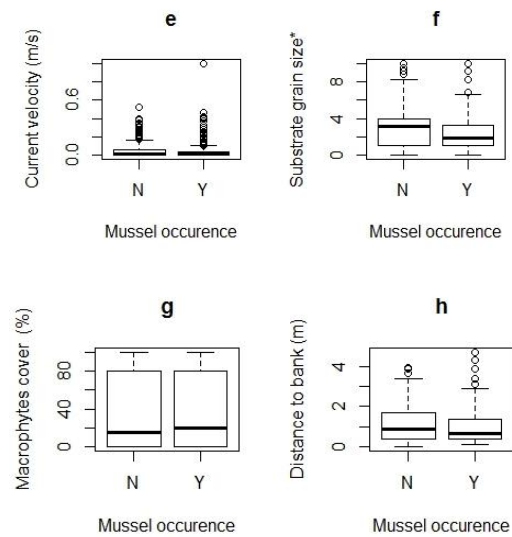 e
f
Current velocity (m/s)
0.0 0.6
N Y
Mussel occurence
Substrate grain size*
0 4 8
N Y
Mussel occurence
g
h
Macrophytes cover (%)
0 40 80
N Y
Mussel occurence
Distance to bank (m)
0 2 4
N Y
Mussel occurence